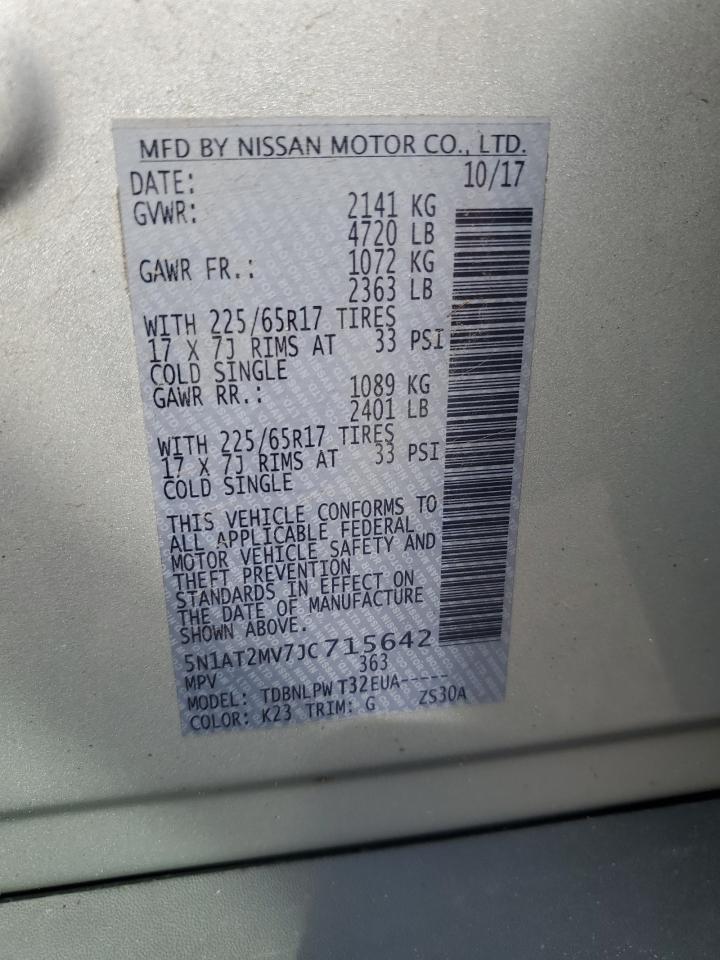 MFD BY NISSAN MOTOR CO., LTD.
DATE: 10/17
GVWR: 2141 KG
4720 LB
GAWR FR.: 1072 KG
2363 LB
WITH 225/65R17 TIRES
17 X 7J RIMS AT 33 PSI
COLD SINGLE
GAWR RR.: 1089 KG
2401 LB
WITH 225/65R17 TIRES
17 X 7J RIMS AT 33 PSI
COLD SINGLE
THIS VEHICLE CONFORMS TO
ALL APPLICABLE FEDERAL
MOTOR VEHICLE SAFETY AND
THEFT PREVENTION
STANDARDS IN EFFECT ON
THE DATE OF MANUFACTURE
SHOWN ABOVE.
5N1AT2MV7JC715642
MPV 363
MODEL: TDBNLPW T32EUA-----
COLOR: K23 TRIM: G ZS30A